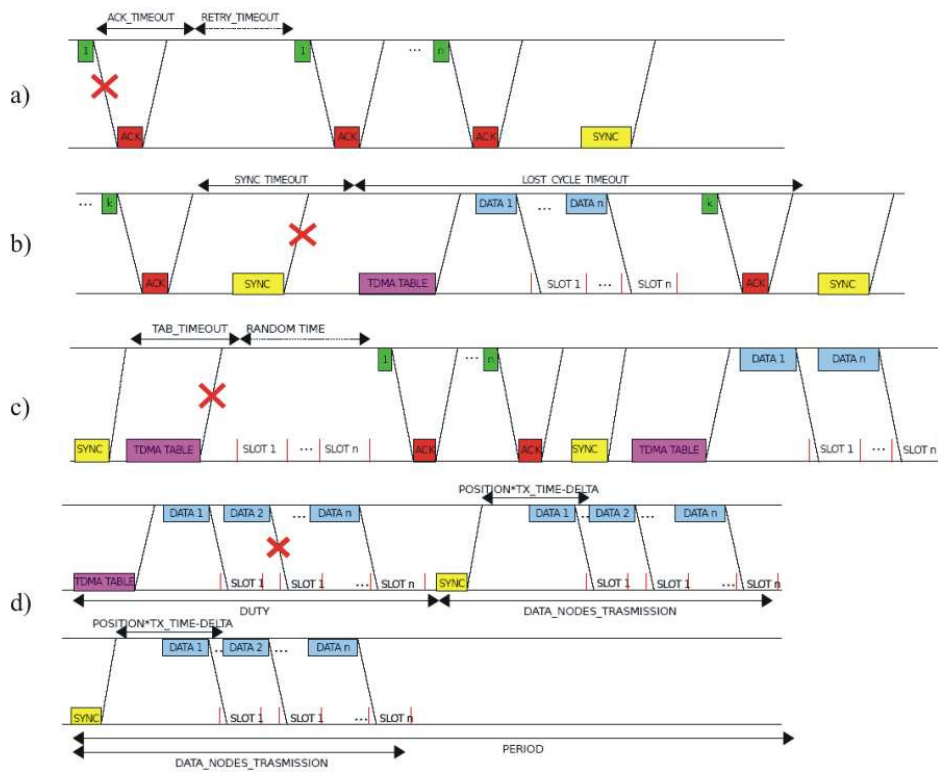 ACK_TIMEOUT RETRY_TIMEOUT
1 1 ... n
a)
ACK ACK ACK SYNC
SYNC TIMEOUT LOST CYCLE TIMEOUT
... k DATA 1 ... DATA n k
b)
ACK SYNC TDMA TABLE SLOT 1 ... SLOT n ACK SYNC
TAB_TIMEOUT RANDOM TIME
1 ... n DATA 1 DATA n
c)
SYNC TDMA TABLE SLOT 1 ... SLOT n ACK ACK SYNC TDMA TABLE SLOT 1 ... SLOT n
POSITION*TX_TIME-DELTA
DATA 1 DATA 2 ... DATA n DATA 1 ... DATA 2 ... DATA n
TDMA TABLE SLOT 1 SLOT 1 ... SLOT n SYNC SLOT 1 SLOT 1 ... SLOT n
d)
DUTY DATA_NODES_TRASMISSION
POSITION*TX_TIME-DELTA
DATA 1 ... DATA 2 ... DATA n
SYNC SLOT 1 SLOT 1 ... SLOT n
PERIOD
DATA_NODES_TRASMISSION